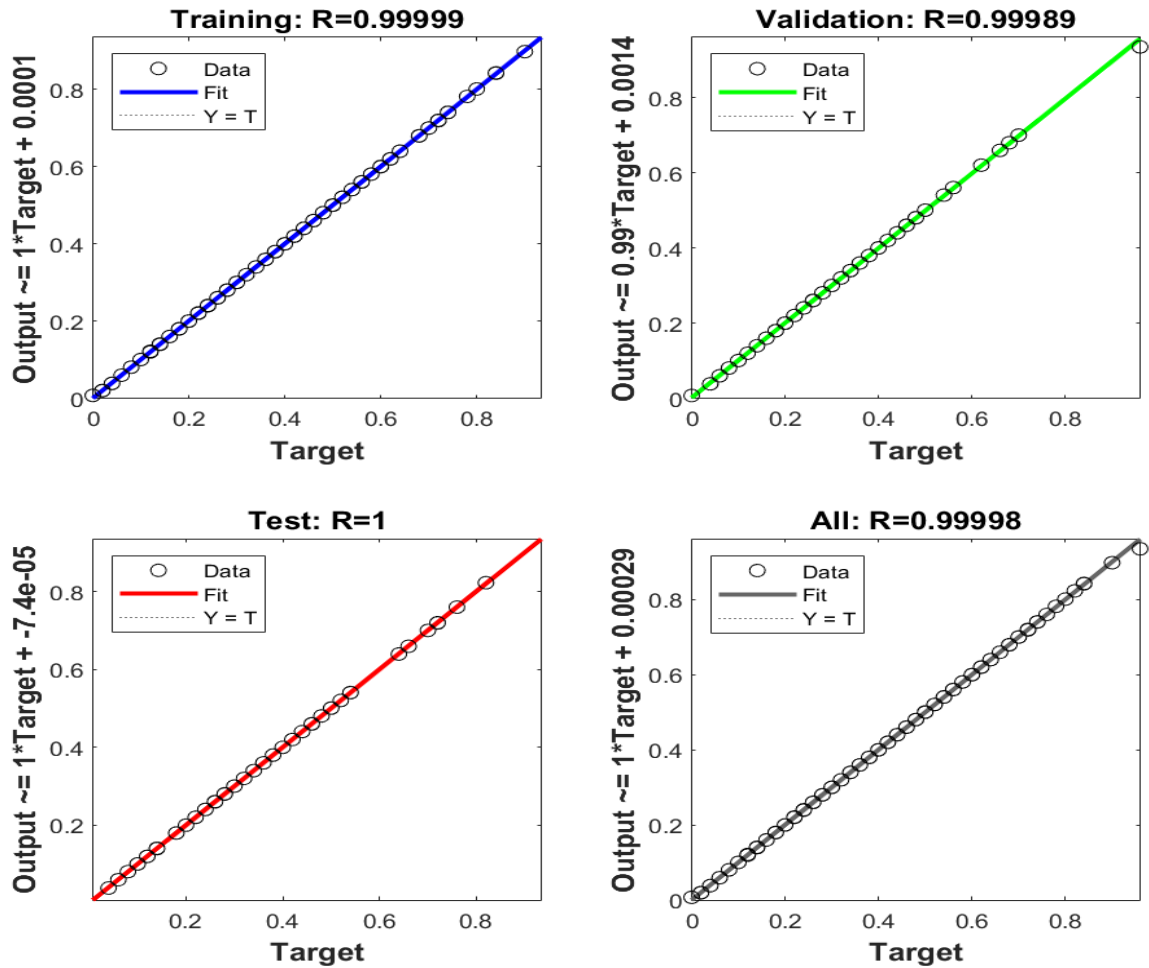 Training: R=0.99999
Output ~= 1*Target + 0.0001
Data
Fit
Y = T
0.8
0.6
0.4
0.2
0
0 0.2 0.4 0.6 0.8
Target
Validation: R=0.99989
Output ~= 0.99*Target + 0.0014
Data
Fit
Y = T
0.8
0.6
0.4
0.2
0
0 0.2 0.4 0.6 0.8
Target
Test: R=1
Output ~= 1*Target + -7.4e-05
Data
Fit
Y = T
0.8
0.6
0.4
0.2
0.2 0.4 0.6 0.8
Target
All: R=0.99998
Output ~= 1*Target + 0.00029
Data
Fit
Y = T
0.8
0.6
0.4
0.2
0
0 0.2 0.4 0.6 0.8
Target